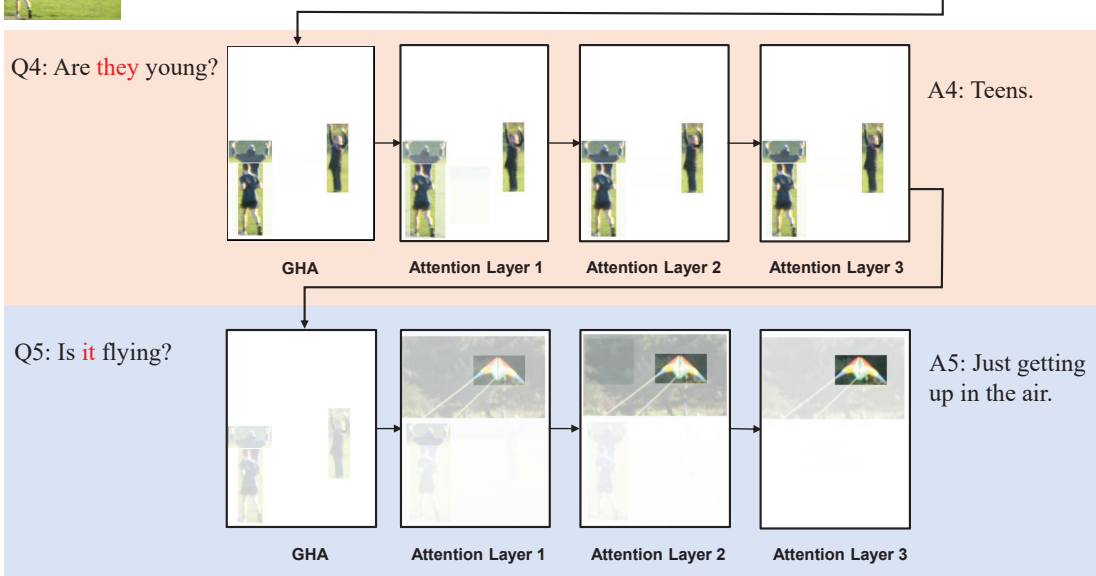 Q4: Are they young?
A4: Teens.
GHA
Attention Layer 1
Attention Layer 2
Attention Layer 3
Q5: Is it flying?
A5: Just getting
up in the air.
GHA
Attention Layer 1
Attention Layer 2
Attention Layer 3